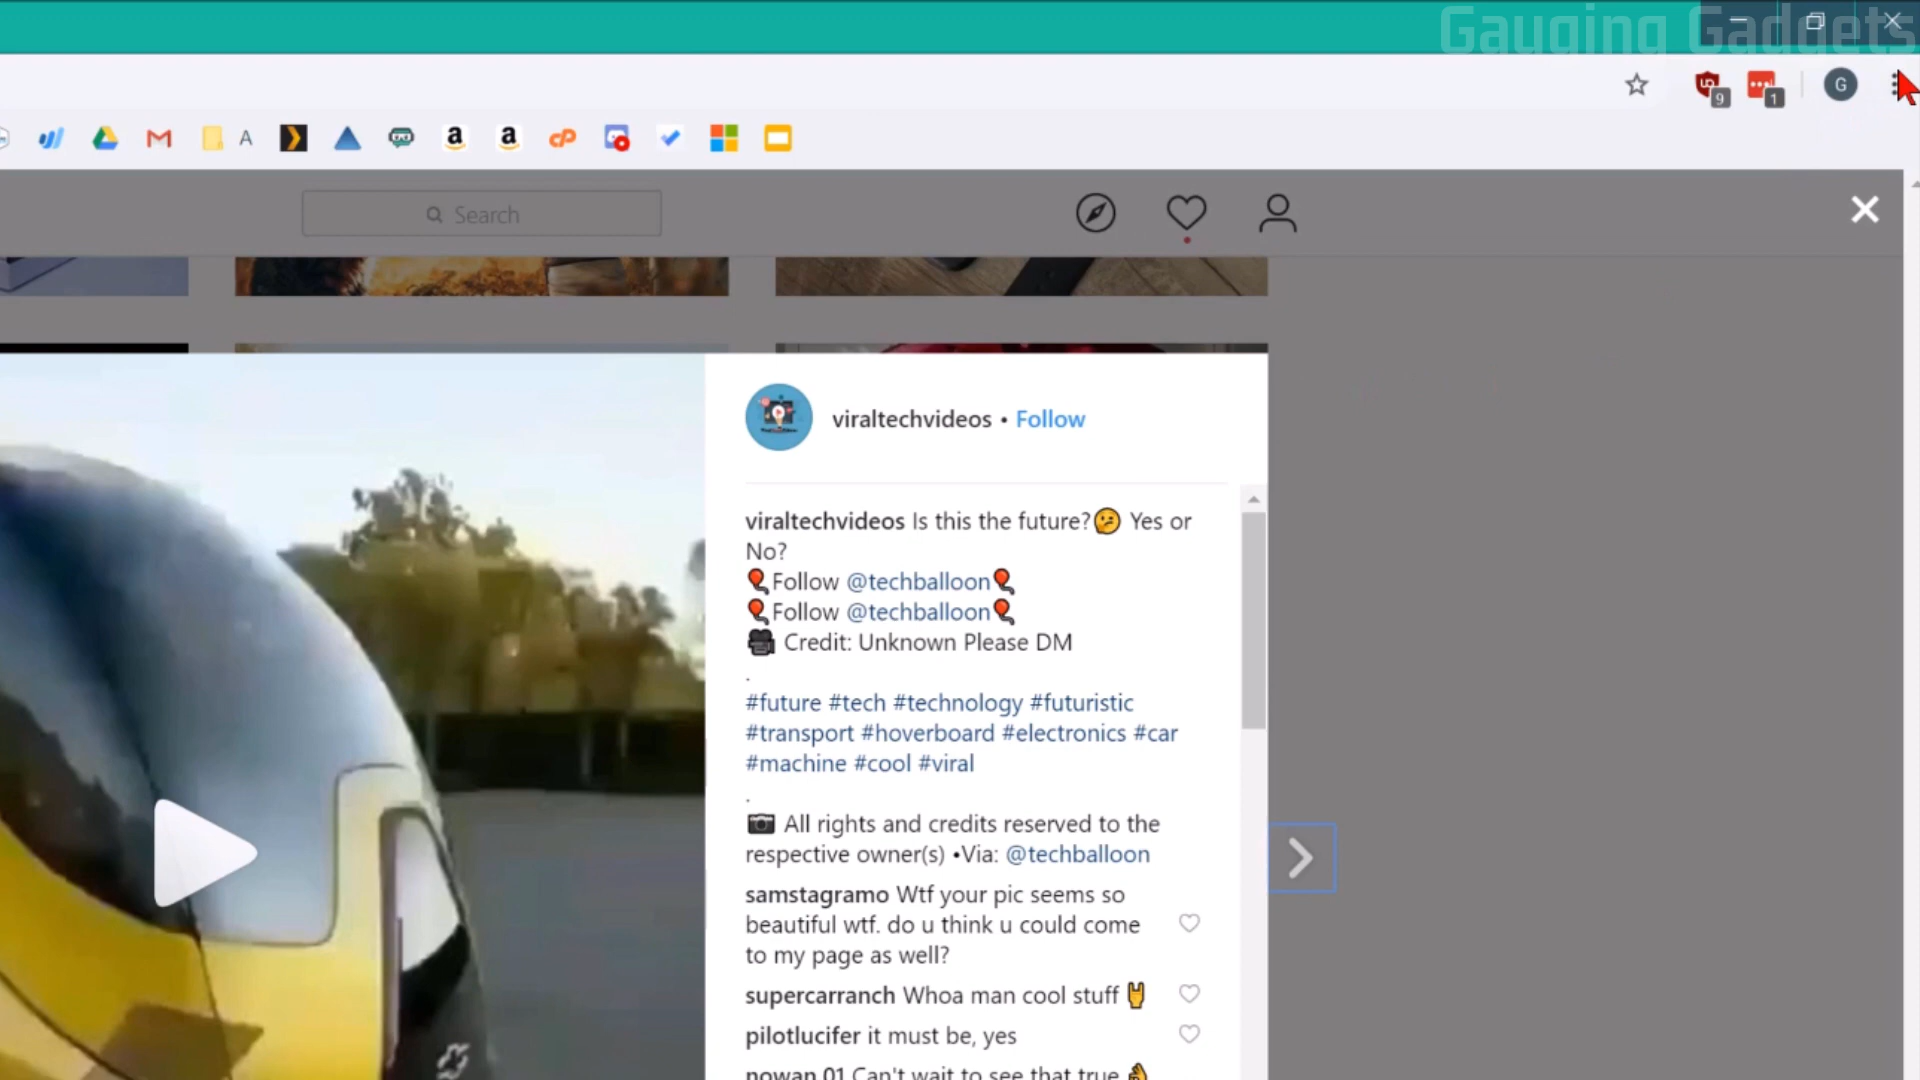 Gauging Gadgets
9
1
G
A
Search
viraltechvideos • Follow
viraltechvideos Is this the future?🤔 Yes or
No?
🎈Follow @techballoon🎈
🎈Follow @techballoon🎈
🎥 Credit: Unknown Please DM
.
#future #tech #technology #futuristic
#transport #hoverboard #electronics #car
#machine #cool #viral
.
📷 All rights and credits reserved to the
respective owner(s) •Via: @techballoon
samstagramo Wtf your pic seems so
beautiful wtf. do u think u could come
to my page as well?
supercarranch Whoa man cool stuff 🤘
pilotlucifer it must be, yes
nowan.01 Can't wait to see that true 👌